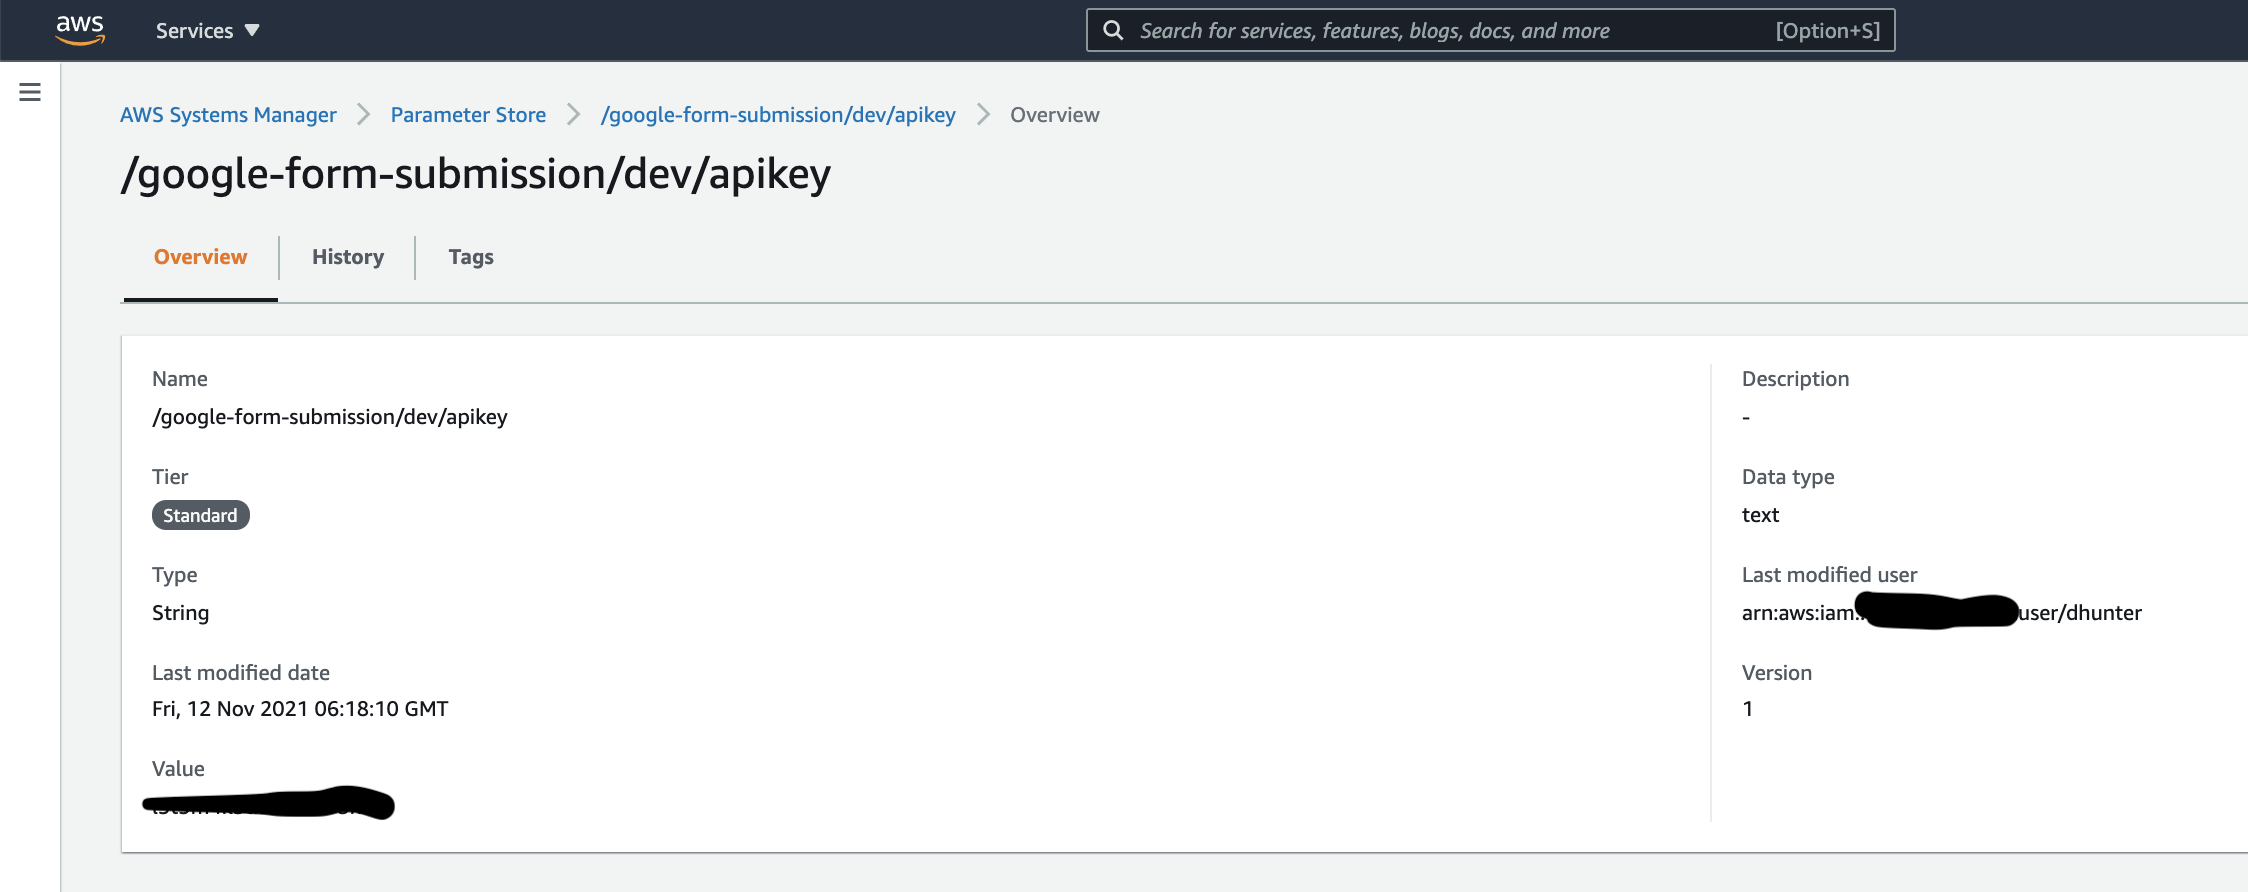 aws
Services ▼
Search for services, features, blogs, docs, and more [Option+S]
AWS Systems Manager > Parameter Store > /google-form-submission/dev/apikey > Overview
/google-form-submission/dev/apikey
Overview History Tags
Name
/google-form-submission/dev/apikey
Tier
Standard
Type
String
Last modified date
Fri, 12 Nov 2021 06:18:10 GMT
Value
Description
-
Data type
text
Last modified user
arn:aws:iam: user/dhunter
Version
1